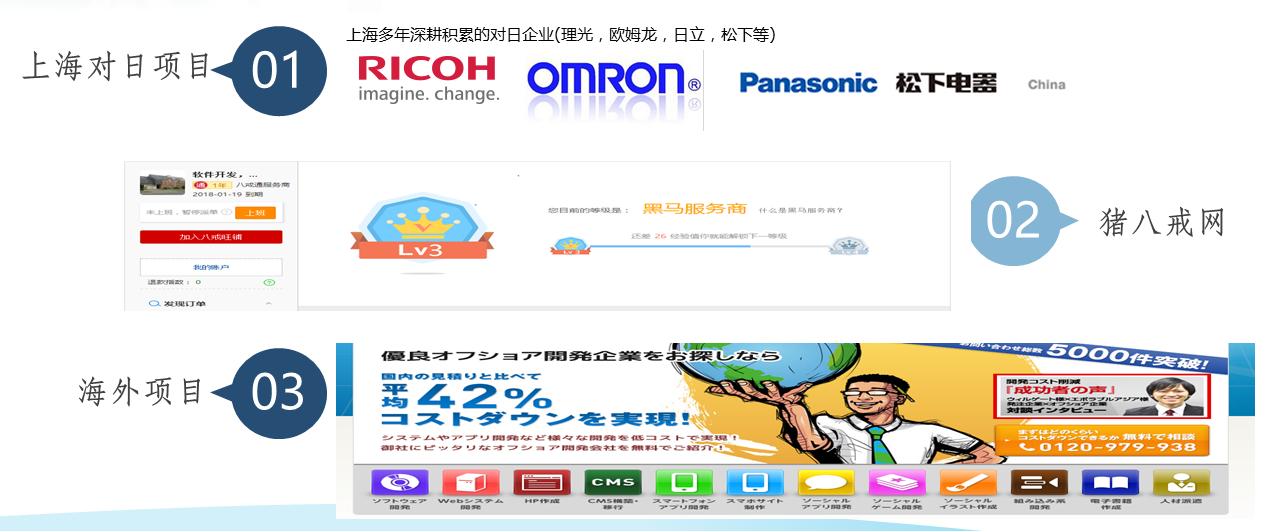 上海对日项目
01
上海多年深耕积累的对日企业(理光，欧姆龙，日立，松下等)
RICOH
imagine. change.
OMRON®
Panasonic 松下电器 China
软件开发，...
通 1年 八戒通服务商
2018-01-19 到期
未上班，暂停派单 ? 上班
加入八戒旺铺
我的账户
退款指数： 0 ?
发现订单
Lv3
您目前的等级是： 黑马服务商 什么是黑马服务商?
还差 26 经验值你就能解锁下一等级
Lv3
02
猪八戒网
海外项目
03
優良オフショア開発企業をお探しなら
国内の見積りと比べて
平均42%
コストダウンを実現!
システムやアプリ開発など様々な開発を低コストで実現！
御社にピッタリなオフショア開発会社を無料でご紹介！
お問い合わせ総数 5000件突破!
開発コスト削減
『成功者の声』
ウィルゲート様×エボラブルアジア様
発注企業×オフショア企業
対談インタビュー
まずはどのくらい
コストダウンできるか 無料で相談
0120-979-938
ソフトウェア開発
Webシステム開発
HP作成
CMS
CMS構築・移行
スマートフォンアプリ開発
スマホサイト制作
ソーシャルアプリ開発
ソーシャルゲーム開発
ソーシャルイラスト作成
組み込み系開発
電子書籍作成
人材派遣